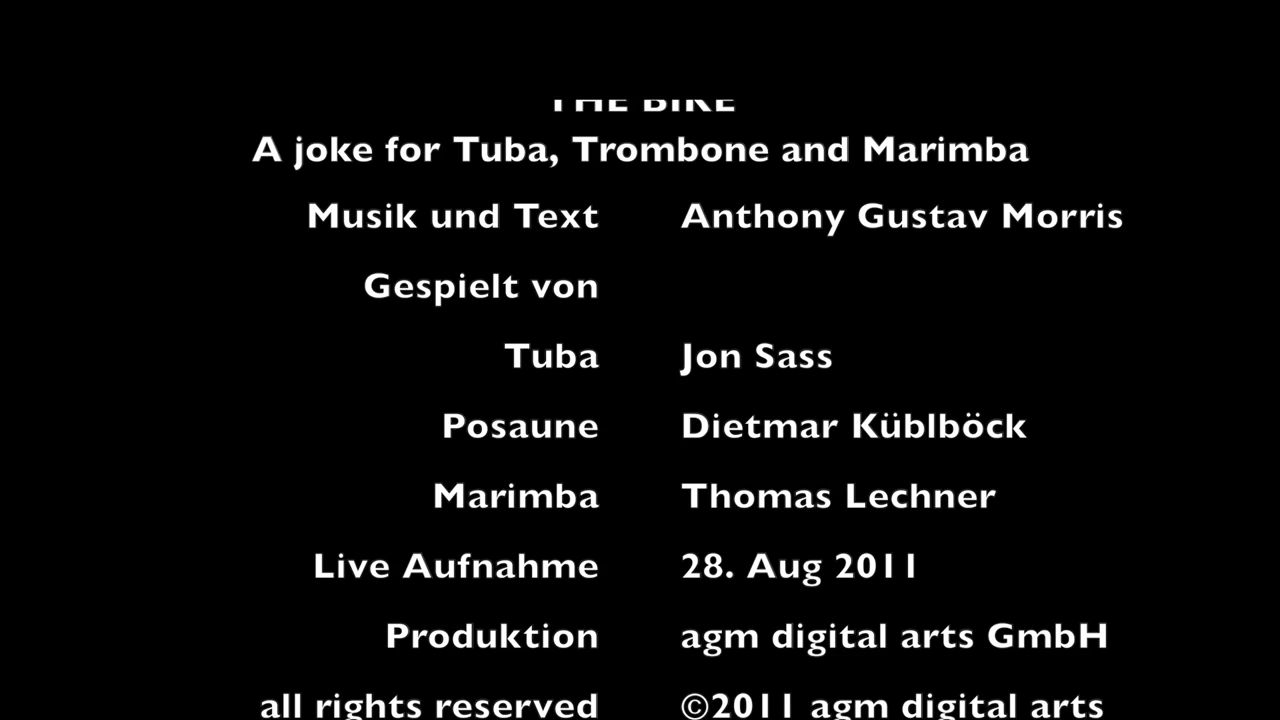 THE BIKE
A joke for Tuba, Trombone and Marimba
Musik und Text Anthony Gustav Morris
Gespielt von
Tuba Jon Sass
Posaune Dietmar Küblböck
Marimba Thomas Lechner
Live Aufnahme 28. Aug 2011
Produktion agm digital arts GmbH
all rights reserved ©2011 agm digital arts